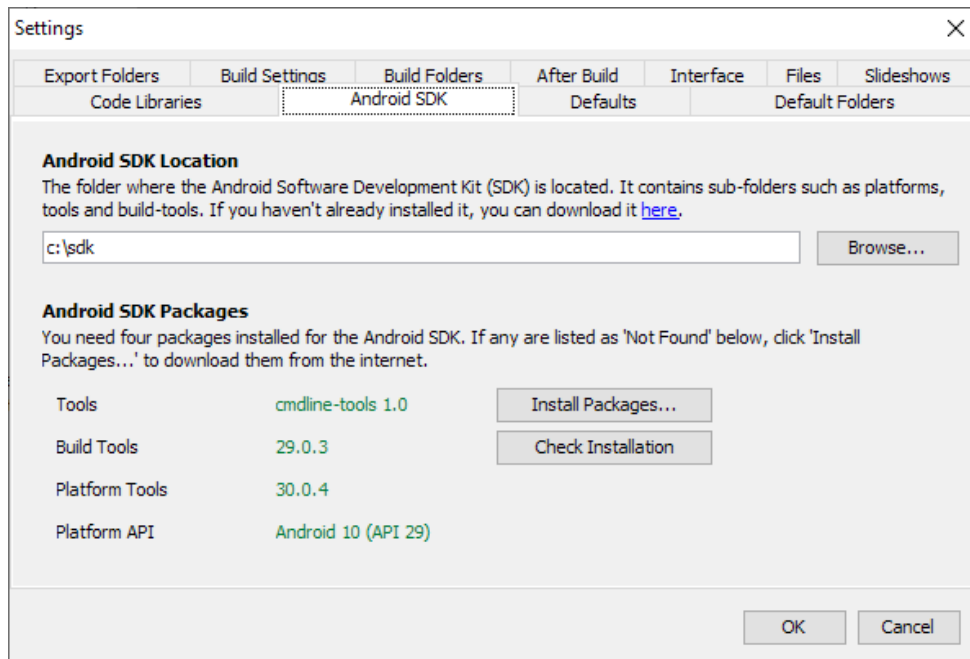 Settings
Export Folders Build Settings Build Folders After Build Interface Files Slideshows
Code Libraries Android SDK Defaults Default Folders
Android SDK Location
The folder where the Android Software Development Kit (SDK) is located. It contains sub-folders such as platforms,
tools and build-tools. If you haven't already installed it, you can download it here.
c:\sdk Browse...
Android SDK Packages
You need four packages installed for the Android SDK. If any are listed as 'Not Found' below, click 'Install
Packages...' to download them from the internet.
Tools cmdline-tools 1.0 Install Packages...
Build Tools 29.0.3 Check Installation
Platform Tools 30.0.4
Platform API Android 10 (API 29)
OK Cancel